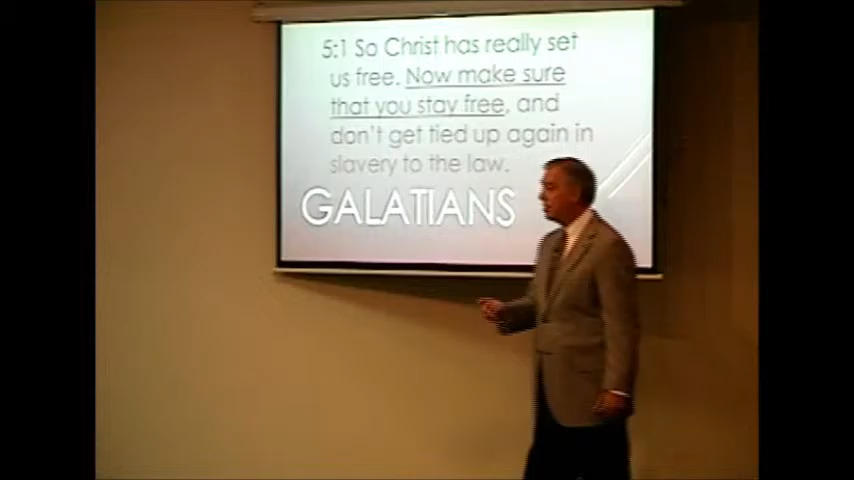 5:1 So Christ has really set
us free. Now make sure
that you stay free, and
don't get tied up again in
slavery to the law.
GALATIANS